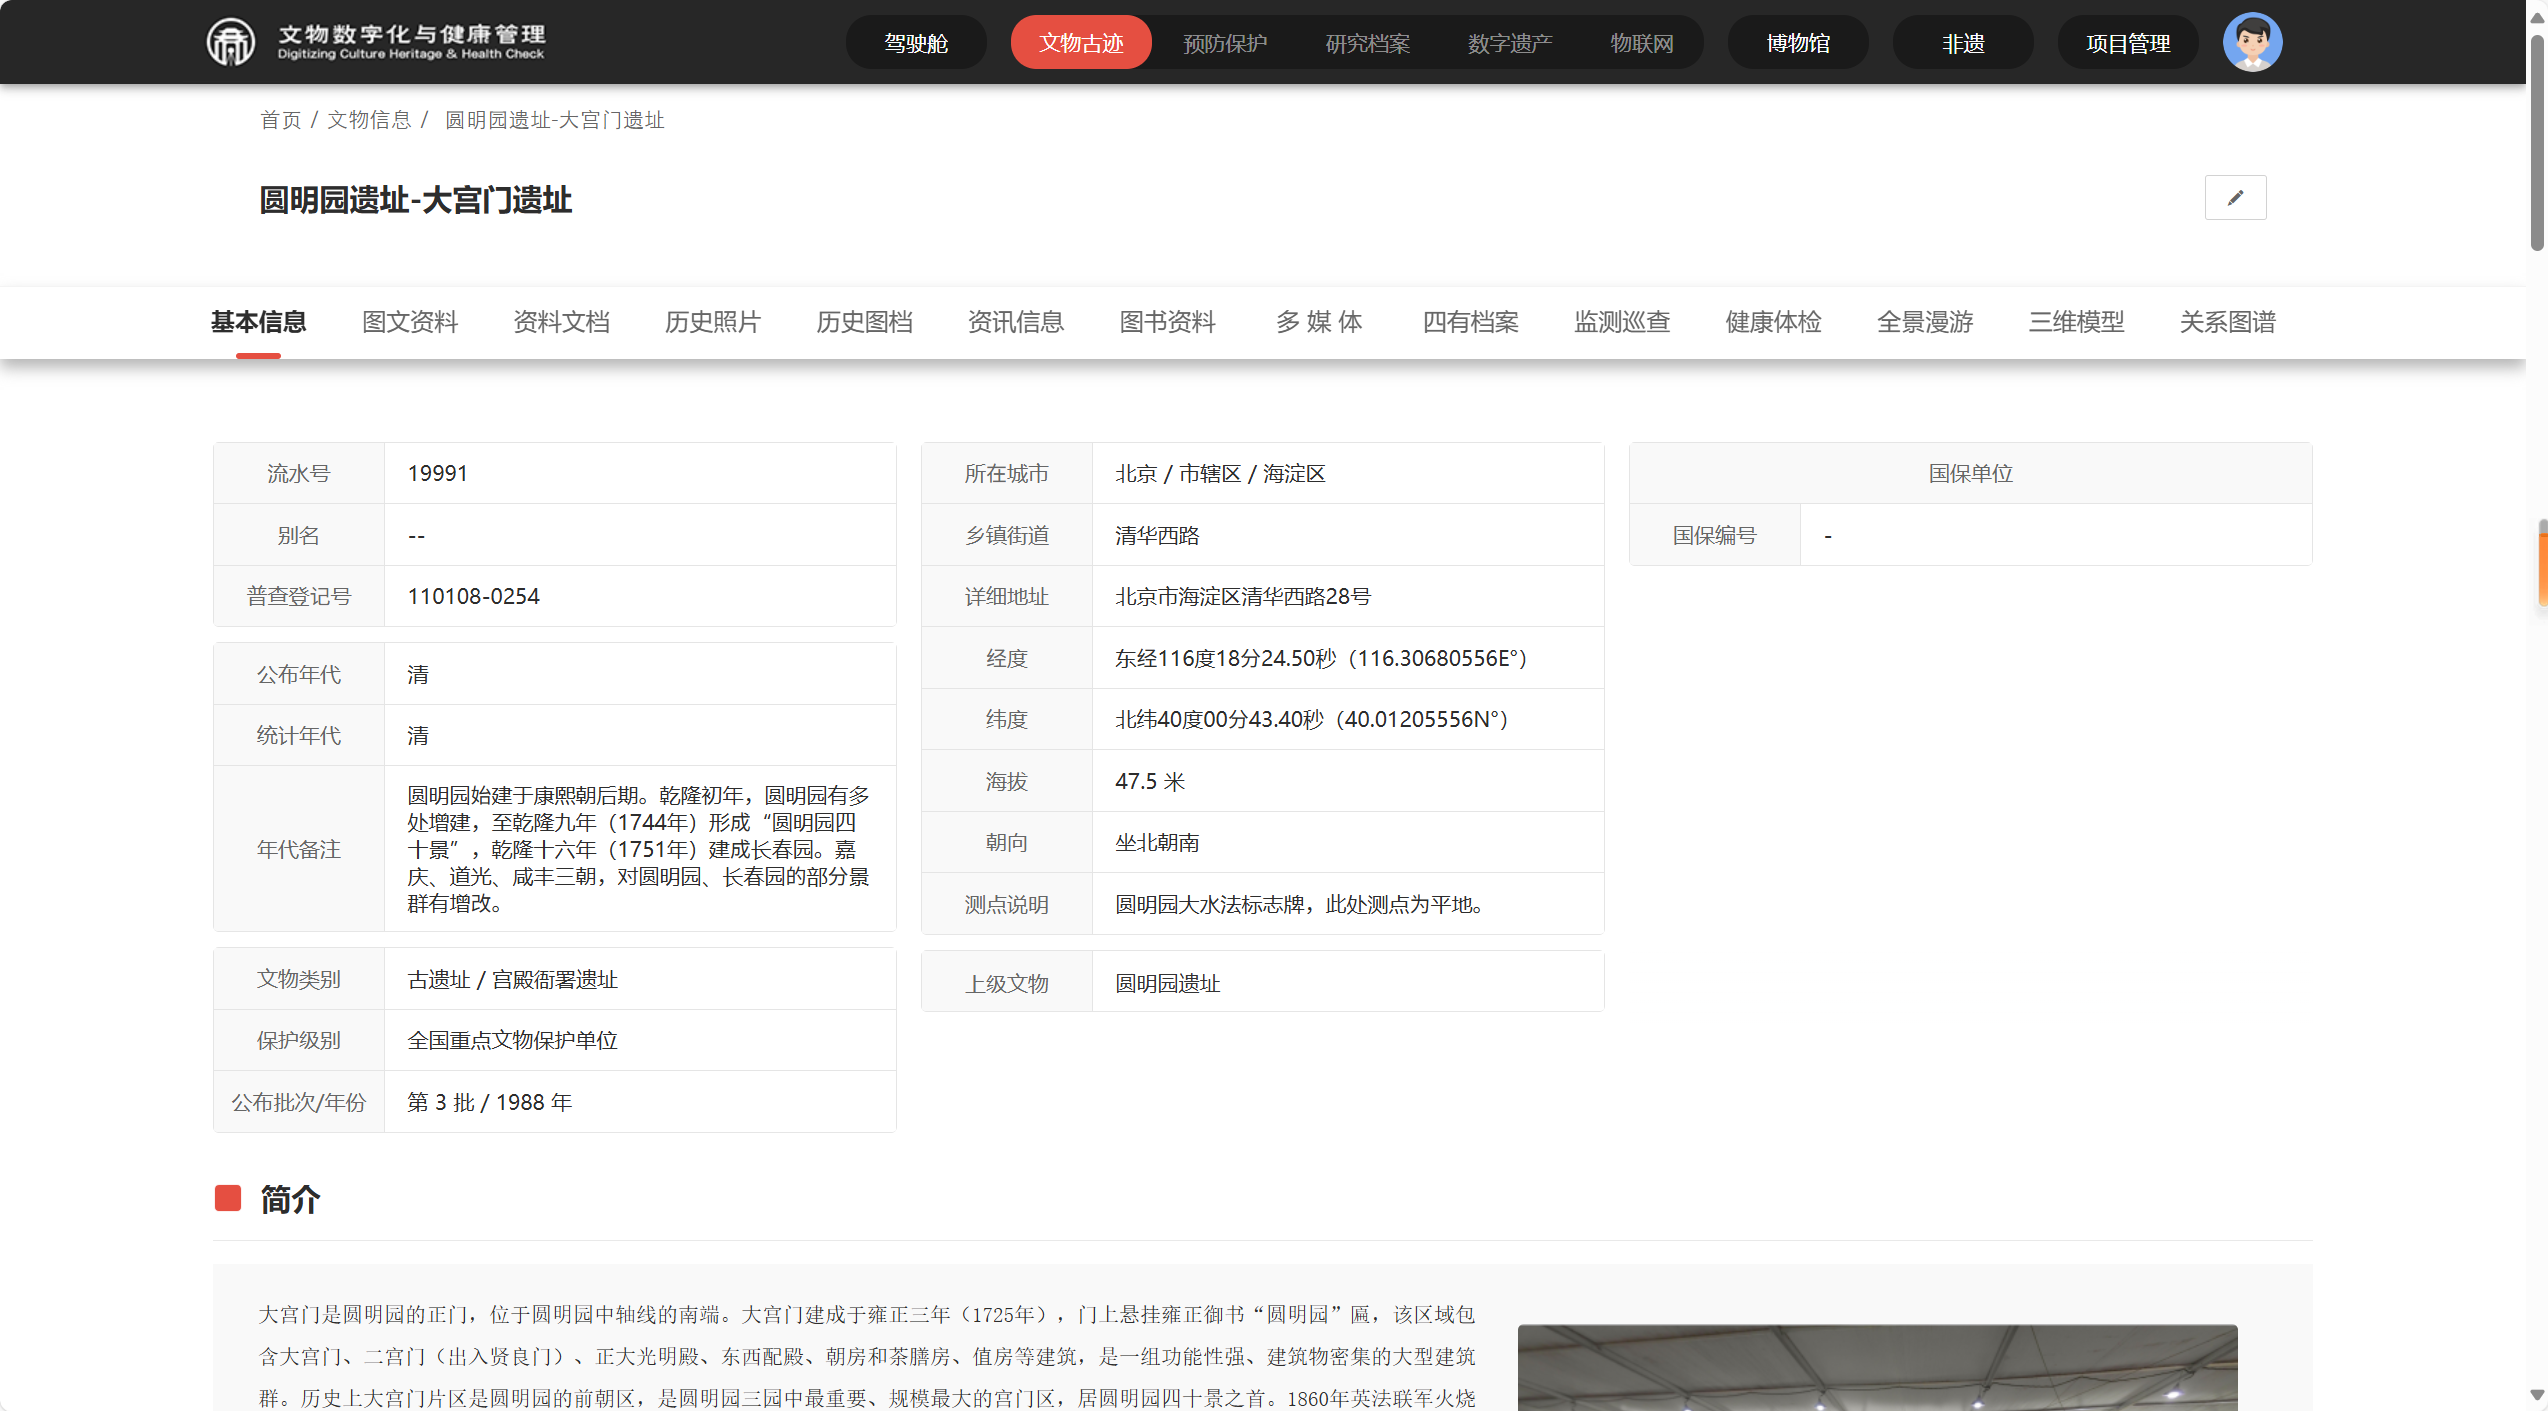 文物数字化与健康管理
Digitizing Culture Heritage & Health Check
驾驶舱 文物古迹 预防保护 研究档案 数字遗产 物联网 博物馆 非遗 项目管理
首页 / 文物信息 / 圆明园遗址-大宫门遗址
圆明园遗址-大宫门遗址
基本信息 图文资料 资料文档 历史照片 历史图档 资讯信息 图书资料 多 媒 体 四有档案 监测巡查 健康体检 全景漫游 三维模型 关系图谱
流水号 19991
别名 --
普查登记号 110108-0254
公布年代 清
统计年代 清
年代备注
圆明园始建于康熙朝后期。乾隆初年，圆明园有多
处增建，至乾隆九年（1744年）形成“圆明园四
十景”，乾隆十六年（1751年）建成长春园。嘉
庆、道光、咸丰三朝，对圆明园、长春园的部分景
群有增改。
文物类别 古遗址 / 宫殿衙署遗址
保护级别 全国重点文物保护单位
公布批次/年份 第 3 批 / 1988 年
所在城市 北京 / 市辖区 / 海淀区
乡镇街道 清华西路
详细地址 北京市海淀区清华西路28号
经度 东经116度18分24.50秒（116.30680556E°）
纬度 北纬40度00分43.40秒（40.01205556N°）
海拔 47.5 米
朝向 坐北朝南
测点说明 圆明园大水法标志牌，此处测点为平地。
上级文物 圆明园遗址
国保单位
国保编号 -
简介
大宫门是圆明园的正门，位于圆明园中轴线的南端。大宫门建成于雍正三年（1725年），门上悬挂雍正御书“圆明园”匾，该区域包
含大宫门、二宫门（出入贤良门）、正大光明殿、东西配殿、朝房和茶膳房、值房等建筑，是一组功能性强、建筑物密集的大型建筑
群。历史上大宫门片区是圆明园的前朝区，是圆明园三园中最重要、规模最大的宫门区，居圆明园四十景之首。1860年英法联军火烧